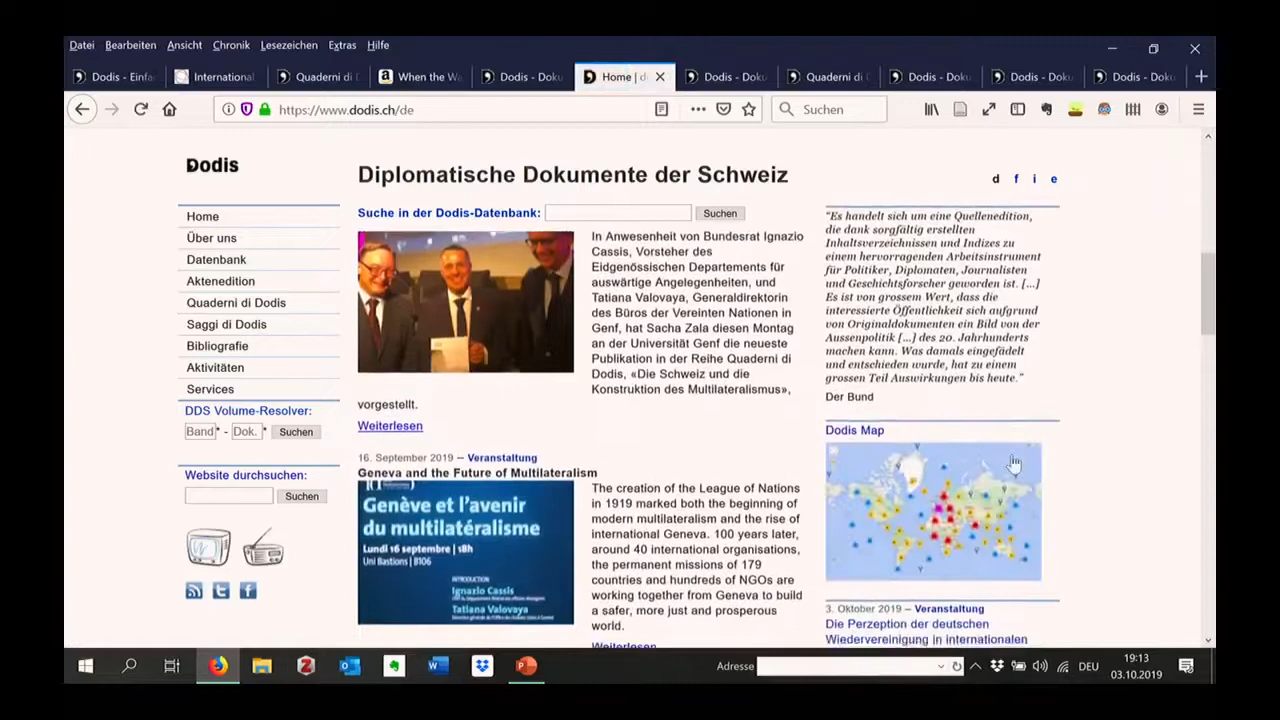 Datei Bearbeiten Ansicht Chronik Lesezeichen Extras Hilfe
Dodis - Einfa International Quaderni di D When the Wa Dodis - Doku Home | d Dodis - Doku Quaderni di Dodis - Doku Dodis - Doku Dodis - Doku
https://www.dodis.ch/de
Suchen
Dodis
Home
Über uns
Datenbank
Aktenedition
Quaderni di Dodis
Saggi di Dodis
Bibliografie
Aktivitäten
Services
DDS Volume-Resolver:
Band * - Dok. * Suchen
Website durchsuchen:
Suchen
Diplomatische Dokumente der Schweiz
Suche in der Dodis-Datenbank: Suchen
In Anwesenheit von Bundesrat Ignazio
Cassis, Vorsteher des
Eidgenössischen Departements für
auswärtige Angelegenheiten, und
Tatiana Valovaya, Generaldirektorin
des Büros der Vereinten Nationen in
Genf, hat Sacha Zala diesen Montag
an der Universität Genf die neueste
Publikation in der Reihe Quaderni di
Dodis, «Die Schweiz und die
Konstruktion des Multilateralismus»,
vorgestellt.
Weiterlesen
16. September 2019 – Veranstaltung
Geneva and the Future of Multilateralism
Genève et l'avenir
du multilatéralisme
Lundi 16 septembre | 18h
Uni Bastions | B106
INTRODUCTION
Ignazio Cassis
Tatiana Valovaya
The creation of the League of Nations
in 1919 marked both the beginning of
modern multilateralism and the rise of
international Geneva. 100 years later,
around 40 international organisations,
the permanent missions of 179
countries and hundreds of NGOs are
working together from Geneva to build
a safer, more just and prosperous
world.
Weiterlesen
d f i e
"Es handelt sich um eine Quellenedition,
die dank sorgfältig erstellten
Inhaltsverzeichnissen und Indizes zu
einem hervorragenden Arbeitsinstrument
für Politiker, Diplomaten, Journalisten
und Geschichtsforscher geworden ist. [...]
Es ist von grossem Wert, dass die
interessierte Öffentlichkeit sich aufgrund
von Originaldokumenten ein Bild von der
Aussenpolitik [...] des 20. Jahrhunderts
machen kann. Was damals eingefädelt
und entschieden wurde, hat zu einem
grossen Teil Auswirkungen bis heute."
Der Bund
Dodis Map
3. Oktober 2019 – Veranstaltung
Die Perzeption der deutschen
Wiedervereinigung in internationalen
Adresse
DEU
19:13
03.10.2019